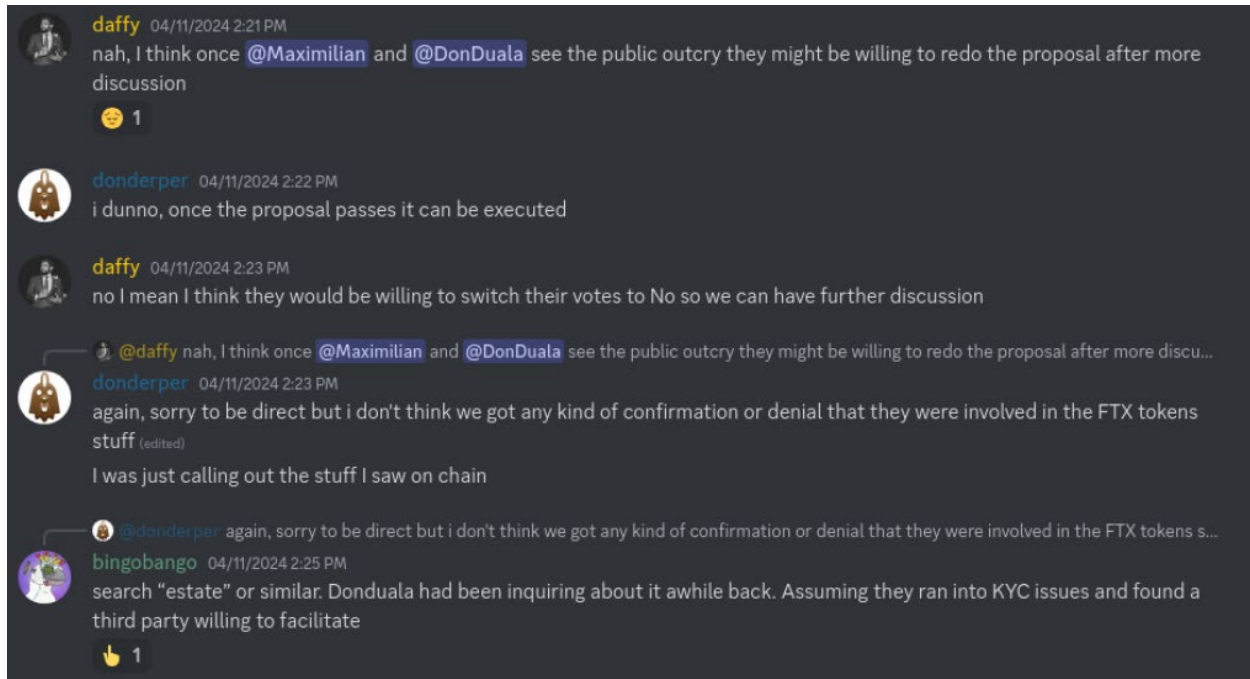 daffy 04/11/2024 2:21 PM
nah, I think once @Maximilian and @DonDuala see the public outcry they might be willing to redo the proposal after more
discussion
1
donderper 04/11/2024 2:22 PM
i dunno, once the proposal passes it can be executed
daffy 04/11/2024 2:23 PM
no I mean I think they would be willing to switch their votes to No so we can have further discussion
@daffy nah, I think once @Maximilian and @DonDuala see the public outcry they might be willing to redo the proposal after more discu...
donderper 04/11/2024 2:23 PM
again, sorry to be direct but i don't think we got any kind of confirmation or denial that they were involved in the FTX tokens
stuff (edited)
I was just calling out the stuff I saw on chain
@donderper again, sorry to be direct but i don't think we got any kind of confirmation or denial that they were involved in the FTX tokens s...
bingobango 04/11/2024 2:25 PM
search “estate” or similar. Donduala had been inquiring about it awhile back. Assuming they ran into KYC issues and found a
third party willing to facilitate
1